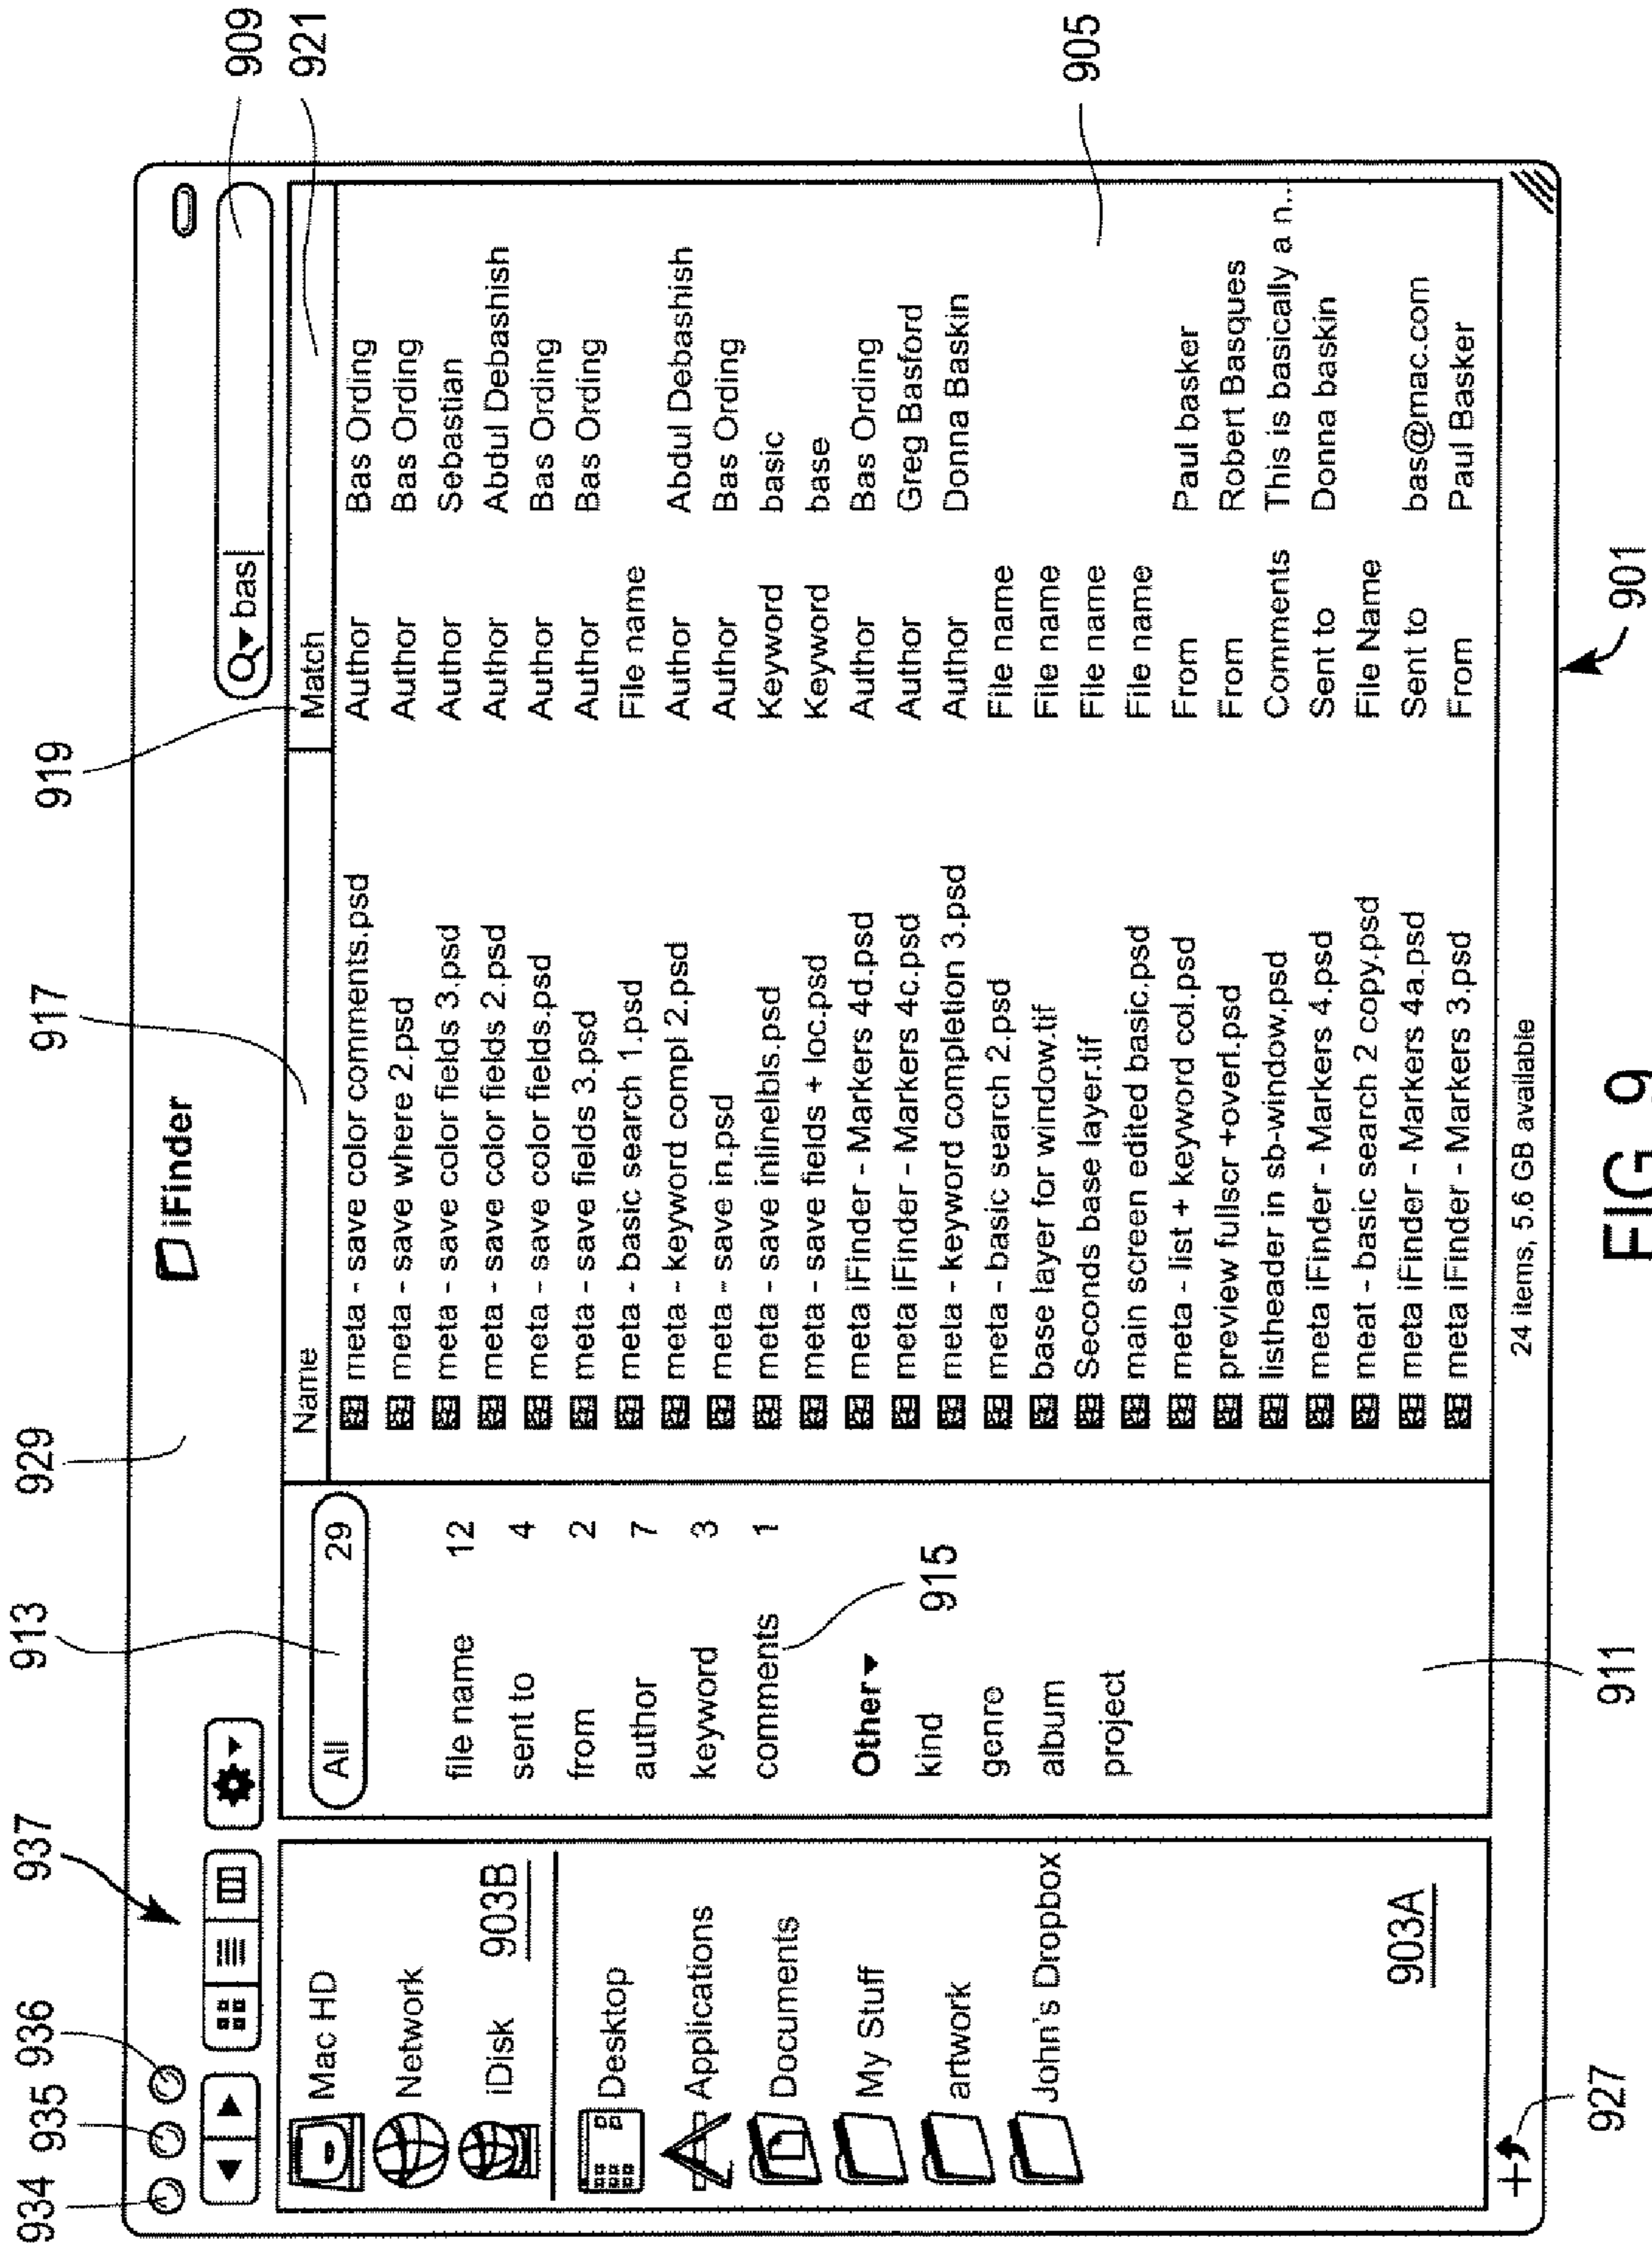 934 935 936 937 913 929 917 919 909
921
iFinder
bas
Mac HD
Network
iDisk
903B
Desktop
Applications
Documents
My Stuff
artwork
John's Dropbox
903A
All 29
file name 12
sent to 4
from 2
author 7
keyword 3
comments 1
915
Other
kind
genre
album
project
Name Match
meta - save color comments.psd Author Bas Ording
meta - save where 2.psd Author Bas Ording
meta - save color fields 3.psd Author Sebastian
meta - save color fields 2.psd Author Abdul Debashish
meta - save color fields.psd Author Bas Ording
meta - save fields 3.psd Author Bas Ording
meta - basic search 1.psd File name
meta - keyword compl 2.psd Author Abdul Debashish
meta - save in.psd Author Bas Ording
meta - save inlinelbls.psd Keyword basic
meta - save fields + loc.psd Keyword base
meta iFinder - Markers 4d.psd Author Bas Ording
meta iFinder - Markers 4c.psd Author Greg Basford
meta - keyword completion 3.psd Author Donna Baskin
meta - basic search 2.psd File name
base layer for window.tif File name
Seconds base layer.tif File name
main screen edited basic.psd File name
meta - list + keyword col.psd From Paul basker
preview fullscr +overl.psd From Robert Basques
listheader in sb-window.psd Comments This is basically a n...
meta iFinder - Markers 4.psd Sent to Donna baskin
meat - basic search 2 copy.psd File Name
meta iFinder - Markers 4a.psd Sent to bas@mac.com
meta iFinder - Markers 3.psd From Paul Basker
905
24 items, 5.6 GB available
927 911 901
FIG 9